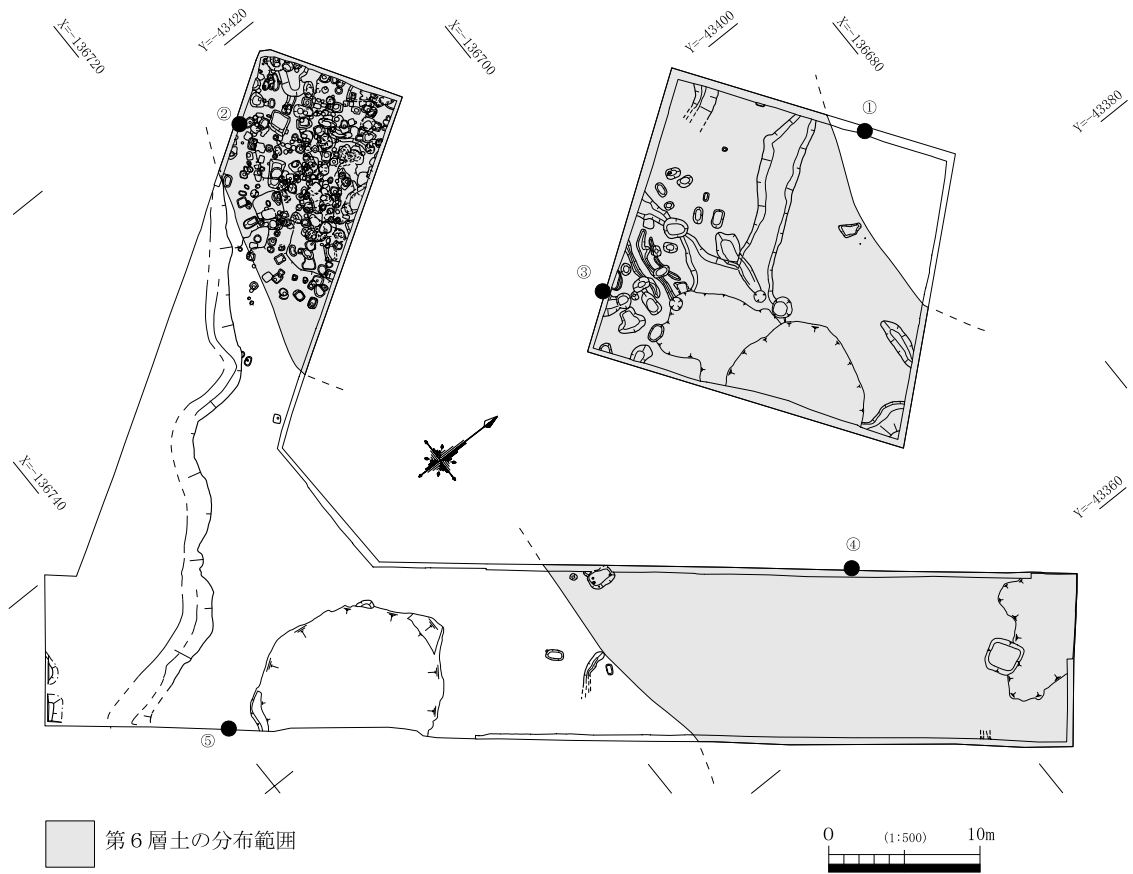 X=-136720
Y=-43420
X=-136700
Y=-43400
X=-136680
Y=-43380
①
②
③
X=-136740
Y=-43360
④
⑤
第６層土の分布範囲
0 (1:500) 10m